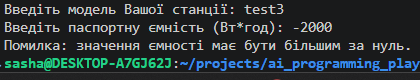 Введіть модель Вашої станції: test3
Введіть паспортну ємність (Вт*год): -2000
Помилка: значення ємності має бути більшим за нуль.
sasha@DESKTOP-A7GJ62J:~/projects/ai_programming_play